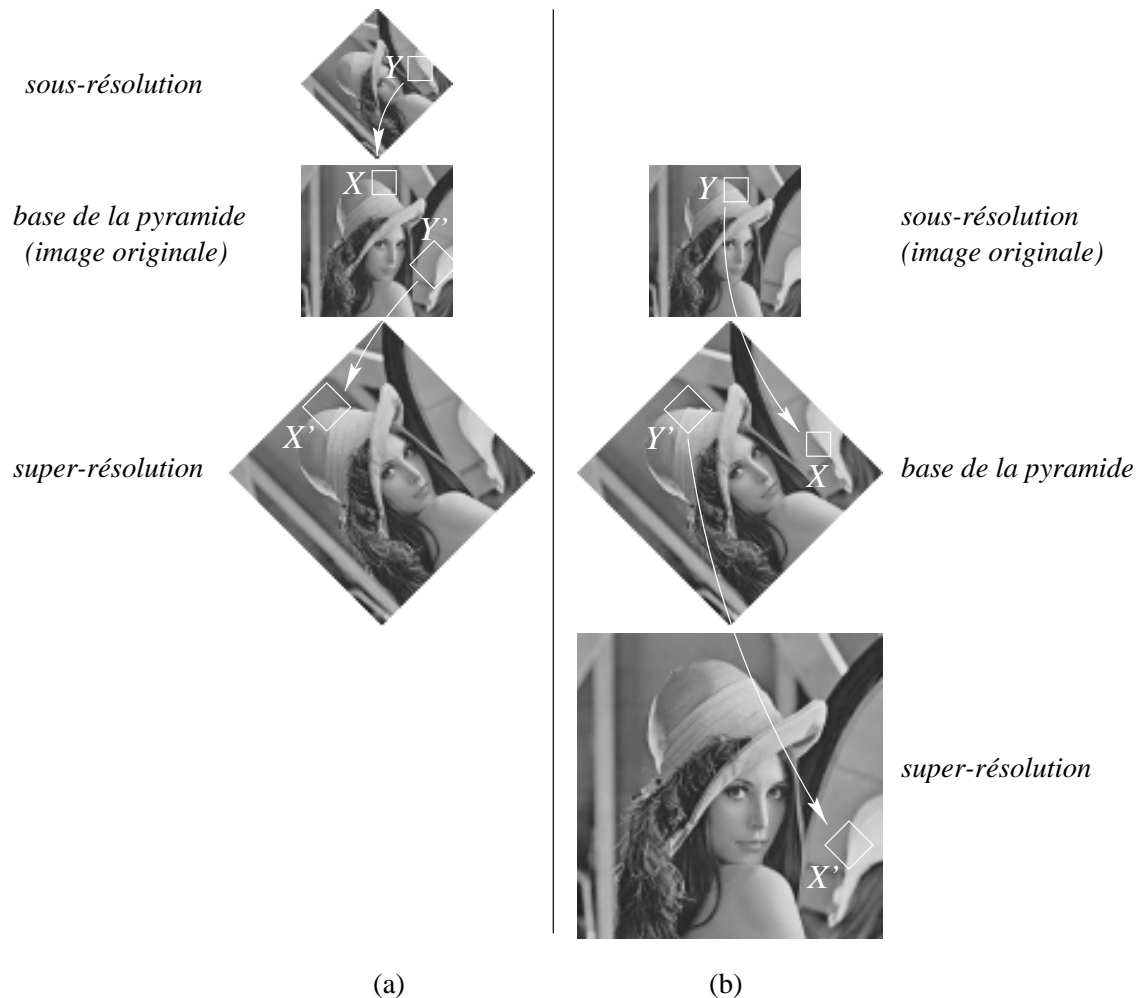 sous-résolution
Y
base de la pyramide
(image originale)
X
Y’
super-résolution
X’
(a)
Y
sous-résolution
(image originale)
Y’
X
base de la pyramide
super-résolution
X’
(b)